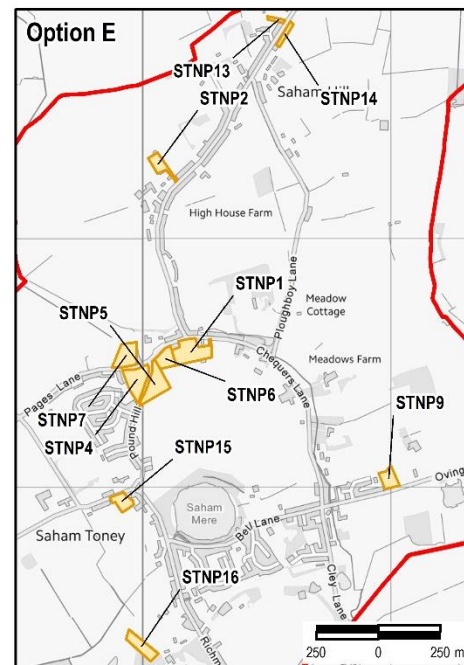 Option E
STNP13
STNP2
Saham
STNP14
High House Farm
Ploughboy Lane
STNP1
Meadow
Cottage
STNP5
Chequers Lane
Meadows Farm
Pages Lane
STNP6
STNP7
STNP4
Pound Hill
STNP9
STNP15
Saham
Mere
Bell Lane
Saham Toney
Cley Lane
STNP16
250 0 250 m